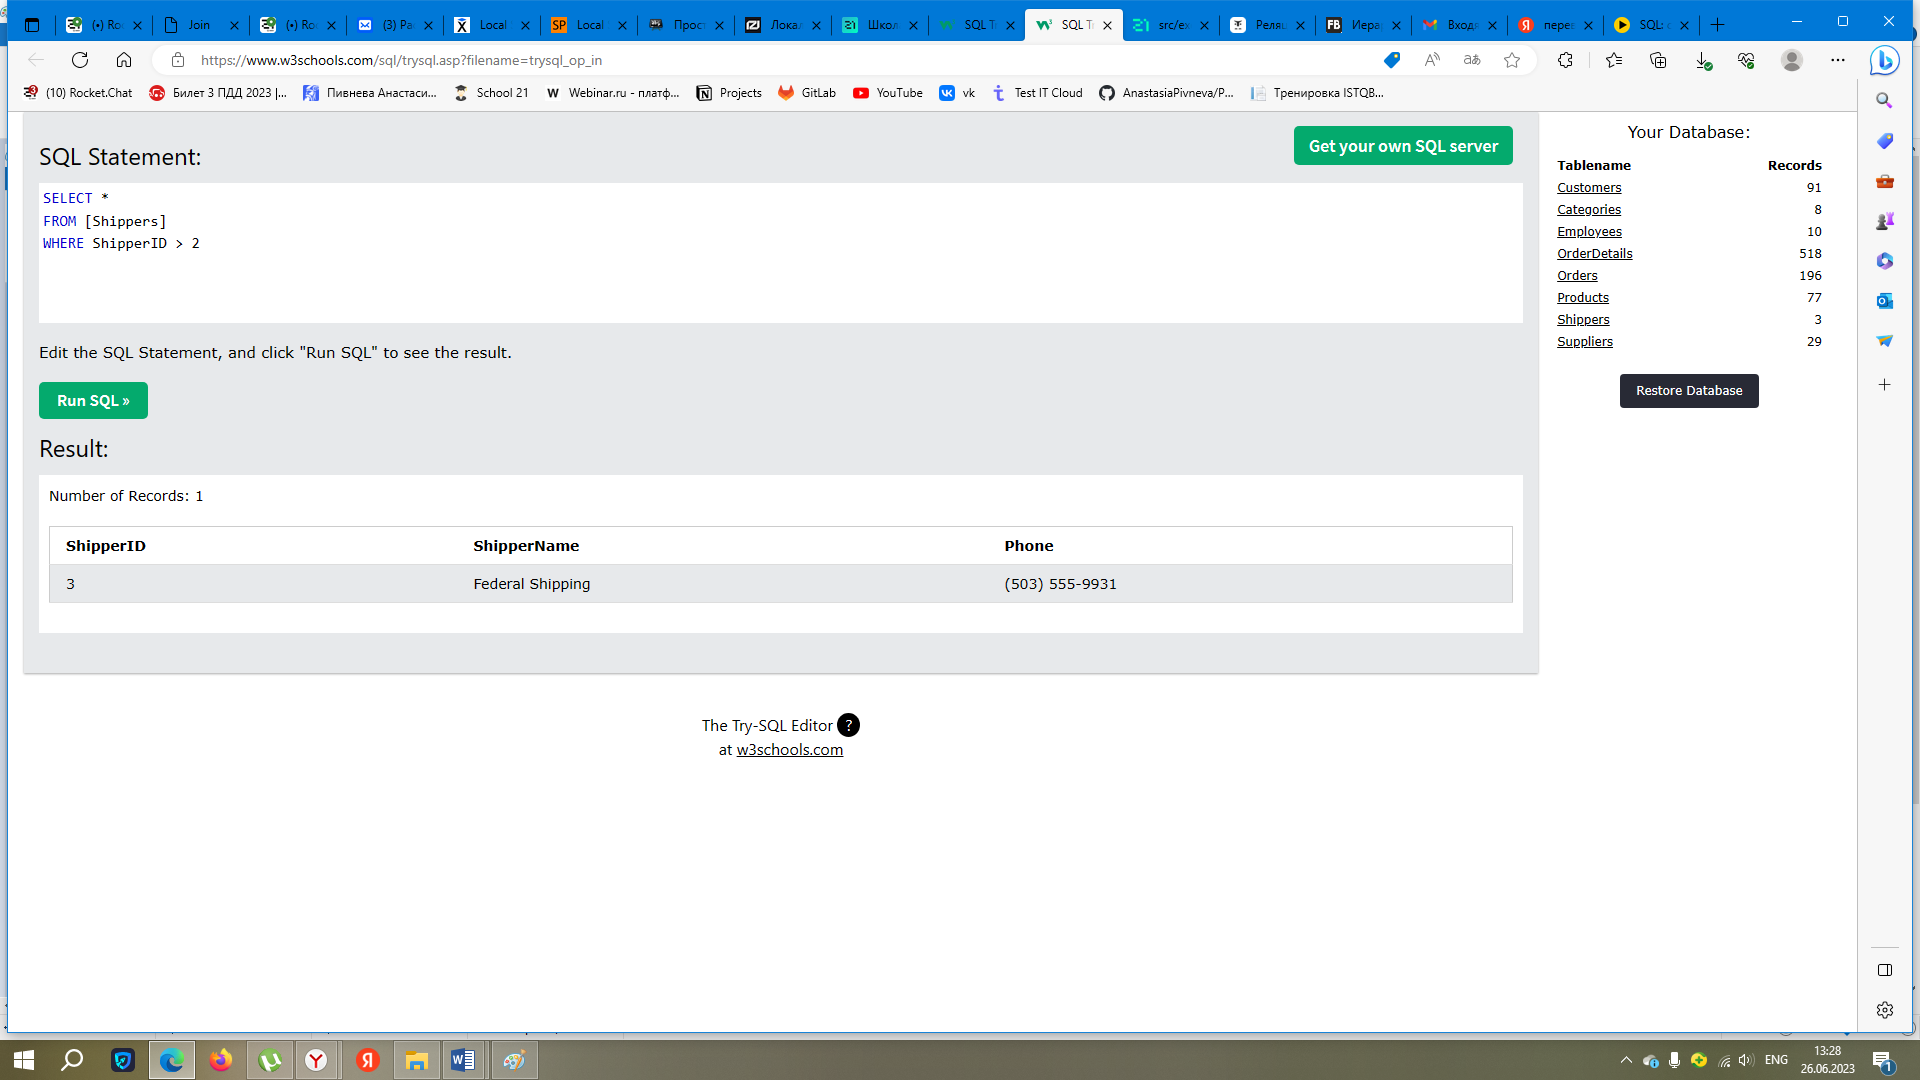 (•) Ro
Join
(•) Ro
(3) Ра
Local
Local
Прост
Лока
Школ
SQL T
SQL T
src/ex
Реля
Иера
Входя
пере
SQL:
https://www.w3schools.com/sql/trysql.asp?filename=trysql_op_in
(10) Rocket.Chat
Билет 3 ПДД 2023 |...
Пивнева Анастаси...
School 21
Webinar.ru - платф...
Projects
GitLab
YouTube
vk
Test IT Cloud
AnastasiaPivneva/P...
Тренировка ISTQB...
SQL Statement:
Get your own SQL server
SELECT *
FROM [Shippers]
WHERE ShipperID > 2
Edit the SQL Statement, and click "Run SQL" to see the result.
Run SQL »
Result:
Number of Records: 1
ShipperID ShipperName Phone
3 Federal Shipping (503) 555-9931
The Try-SQL Editor ?
at w3schools.com
Your Database:
Tablename Records
Customers 91
Categories 8
Employees 10
OrderDetails 518
Orders 196
Products 77
Shippers 3
Suppliers 29
Restore Database
ENG
13:28
26.06.2023
1